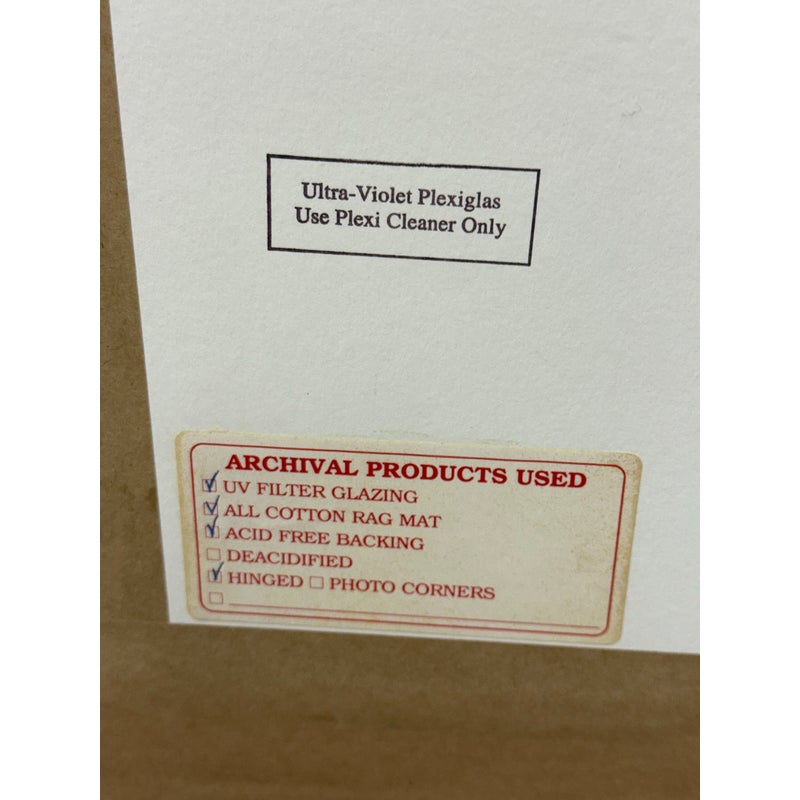 Ultra-Violet Plexiglas
Use Plexi Cleaner Only
ARCHIVAL PRODUCTS USED
UV FILTER GLAZING
ALL COTTON RAG MAT
ACID FREE BACKING
DEACIDIFIED
HINGED PHOTO CORNERS